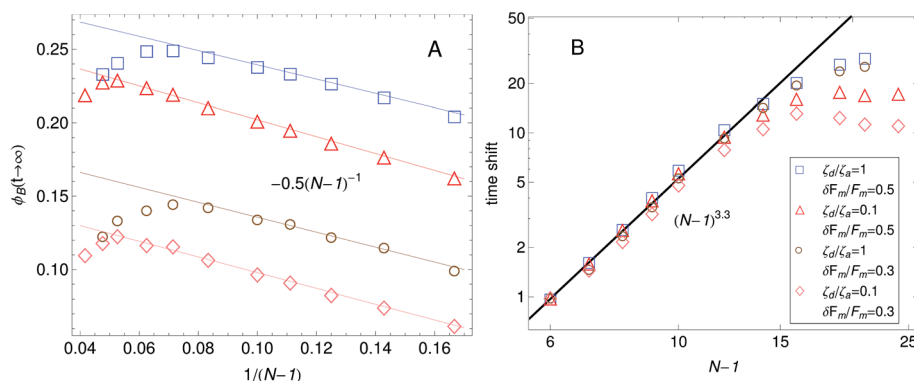 A
0.25
0.20
0.15
0.10
ϕB(t→∞)
−0.5(N−1)⁻¹
0.04 0.06 0.08 0.10 0.12 0.14 0.16
1/(N−1)
B
50
20
10
5
2
1
time shift
(N−1)^3.3
ζd/ζa=1
δFm/Fm=0.5
ζd/ζa=0.1
δFm/Fm=0.5
ζd/ζa=1
δFm/Fm=0.3
ζd/ζa=0.1
δFm/Fm=0.3
6 10 15 25
N−1